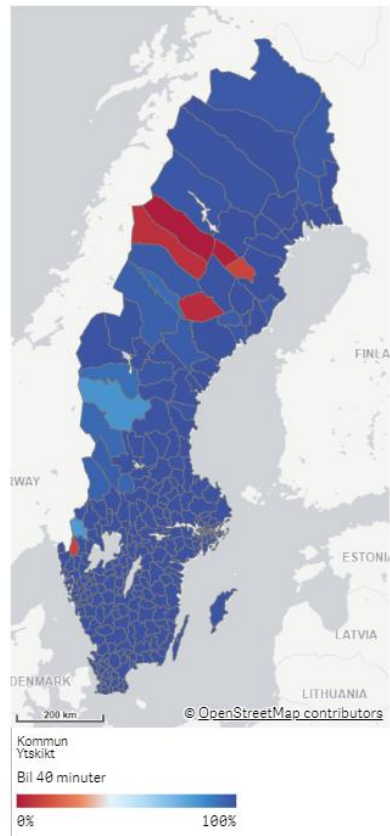 FINLA
RWAY
ESTONIA
LATVIA
DENMARK
LITHUANIA
200 km
© OpenStreetMap contributors
Kommun
Ytskikt
Bil 40 minuter
0% 100%